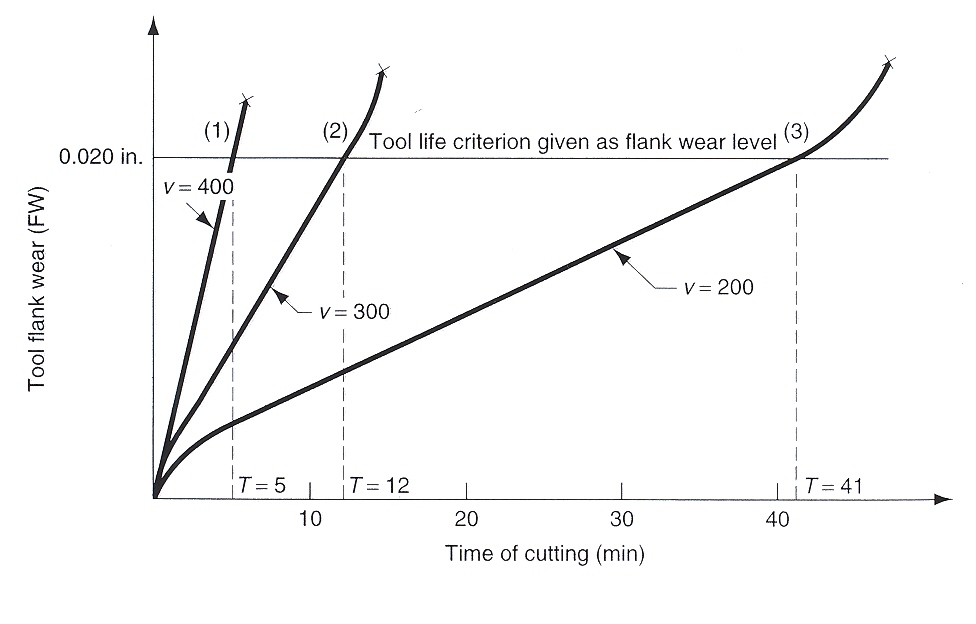 (1)
(2)
Tool life criterion given as flank wear level
(3)
0.020 in.
v = 400
v = 300
v = 200
Tool flank wear (FW)
T = 5
T = 12
T = 41
10
20
30
40
Time of cutting (min)